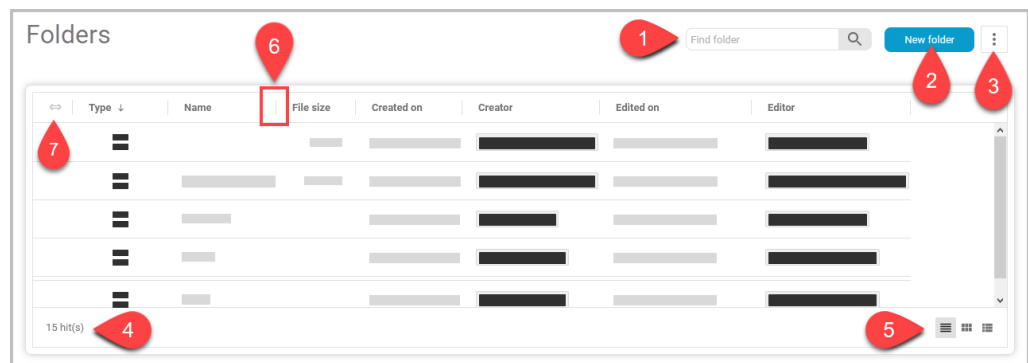 Folders
6
1
Find folder
New folder
2
3
Type ↓ Name File size Created on Creator Edited on Editor
7
15 hit(s)
4
5